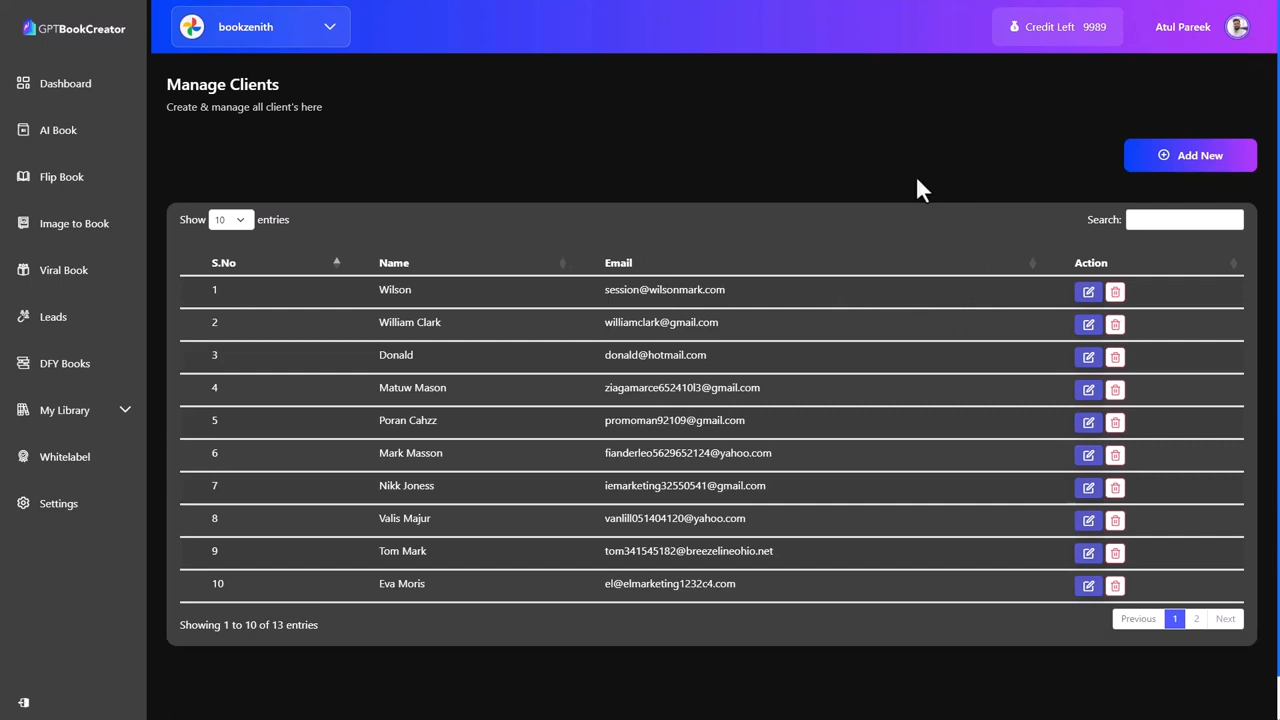 GPTBookCreator
bookzenith
Credit Left 9989
Atul Pareek
Dashboard
AI Book
Flip Book
Image to Book
Viral Book
Leads
DFY Books
My Library
Whitelabel
Settings
Manage Clients
Create & manage all client's here
Add New
Show 10 entries
Search:
S.No Name Email Action
1 Wilson session@wilsonmark.com
2 William Clark williamclark@gmail.com
3 Donald donald@hotmail.com
4 Matuw Mason ziagamarce652410l3@gmail.com
5 Poran Cahzz promoman92109@gmail.com
6 Mark Masson fianderleo5629652124@yahoo.com
7 Nikk Joness iemarketing32550541@gmail.com
8 Valis Majur vanlill051404120@yahoo.com
9 Tom Mark tom341545182@breezelineohio.net
10 Eva Moris el@elmarketing1232c4.com
Showing 1 to 10 of 13 entries
Previous 1 2 Next